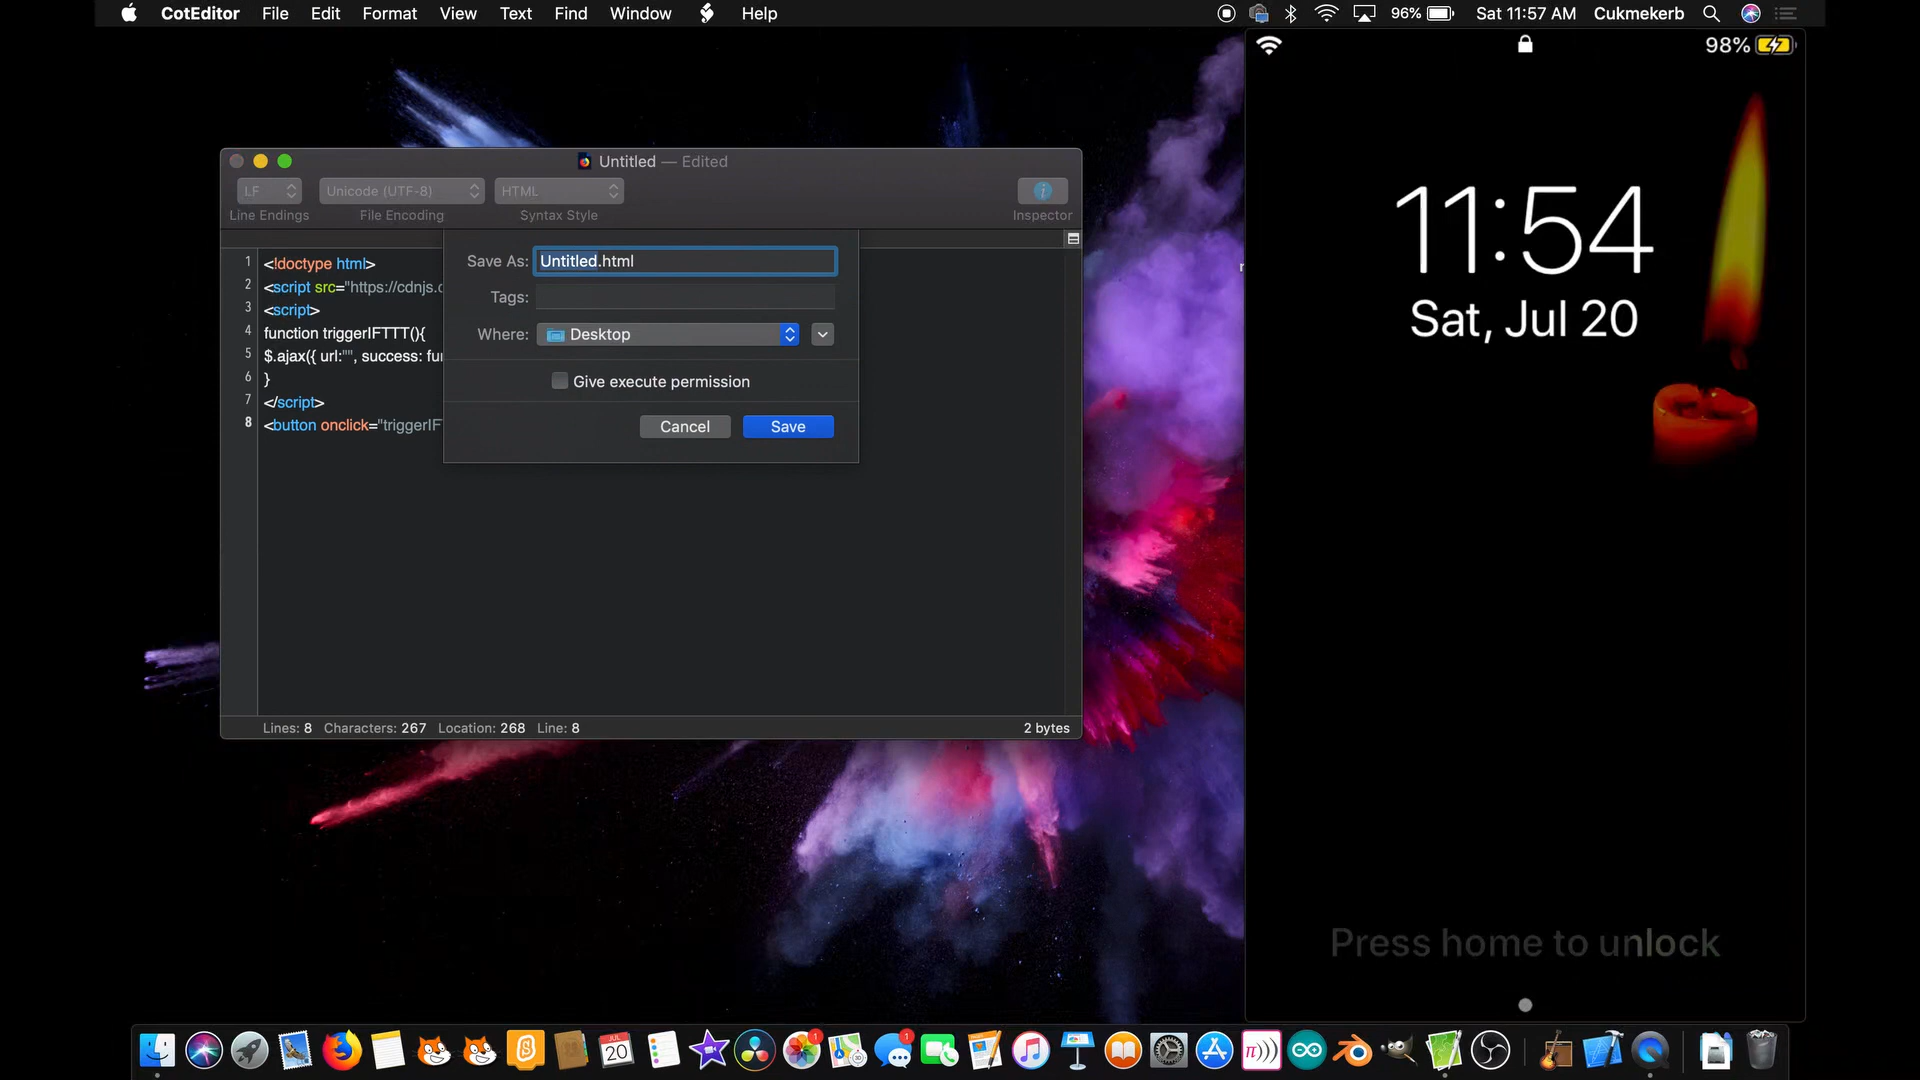 CotEditor File Edit Format View Text Find Window Help 96% Sat 11:57 AM Cukmekerb
98%
Untitled — Edited
LF Unicode (UTF-8) HTML
Line Endings File Encoding Syntax Style Inspector
Save As: Untitled.html
Tags:
Where: Desktop
Give execute permission
Cancel Save
1 <!doctype html>
2 <script src="https://cdnjs.c
3 <script>
4 function triggerIFTTT(){
5 $.ajax({ url:"", success: fu
6 }
7 </script>
8 <button onclick="triggerIF
Lines: 8 Characters: 267 Location: 268 Line: 8 2 bytes
11:54
Sat, Jul 20
Press home to unlock
JUL
20
1
1